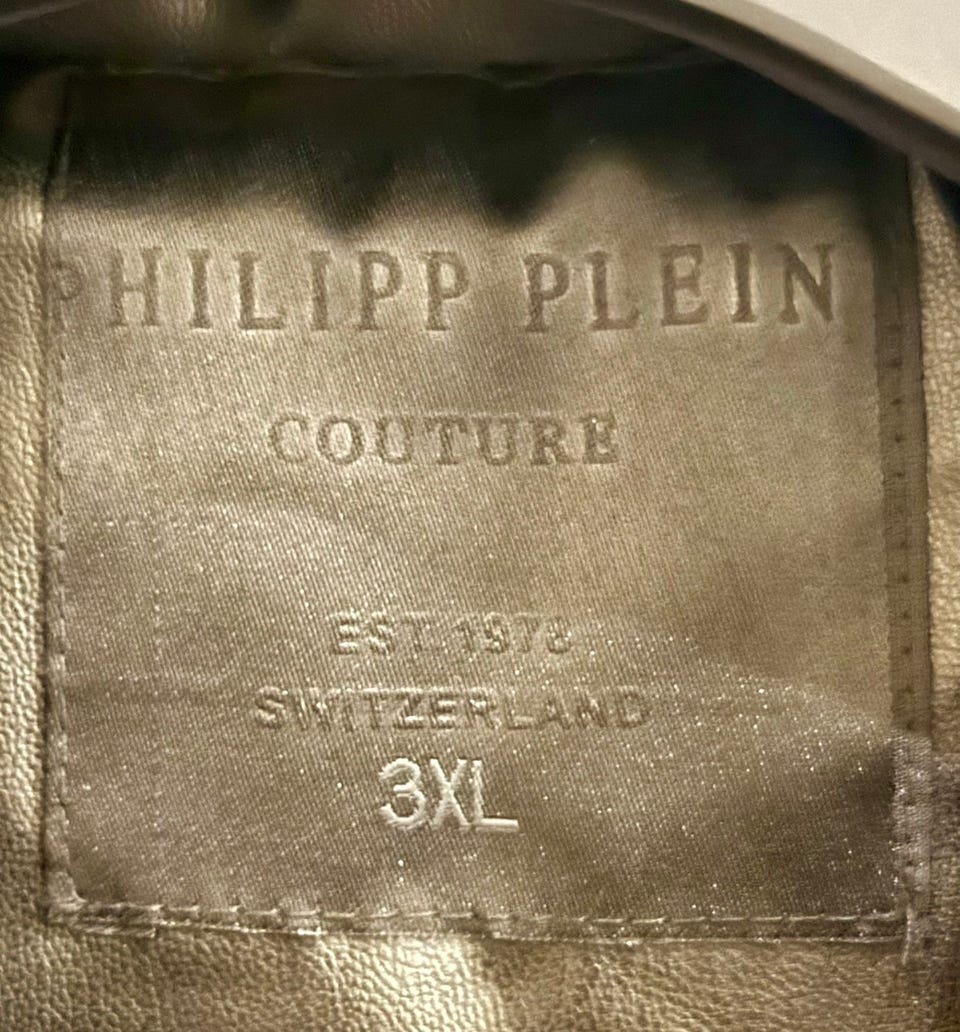 PHILIPP PLEIN
COUTURE
EST.1978
SWITZERLAND
3XL